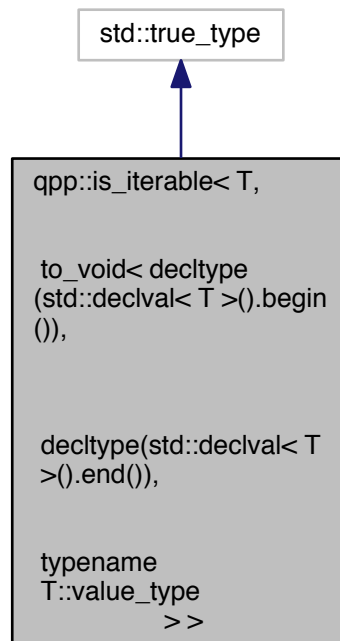 std::true_type
qpp::is_iterable< T,
to_void< decltype
(std::declval< T >().begin
()),
decltype(std::declval< T
>().end()),
typename
T::value_type
> >